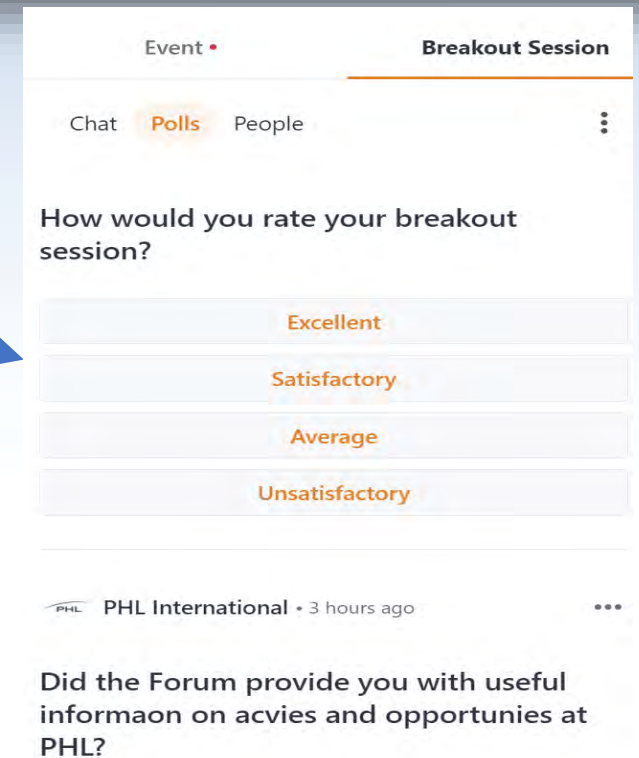 Event • Breakout Session
Chat Polls People
How would you rate your breakout
session?
Excellent
Satisfactory
Average
Unsatisfactory
PHL PHL International • 3 hours ago
Did the Forum provide you with useful
informaon on acvies and opportunies at
PHL?